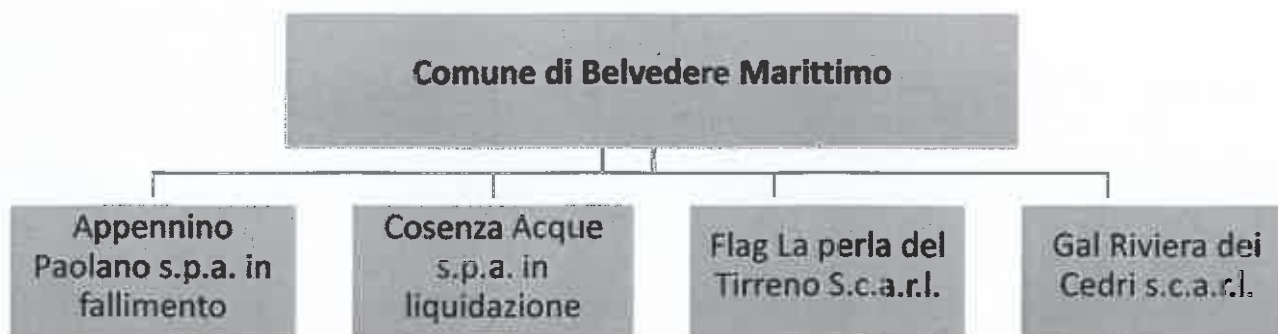 Comune di Belvedere Marittimo
Appennino
Paolano s.p.a. in
fallimento
Cosenza Acque
s.p.a. in
liquidazione
Flag La perla del
Tirreno S.c.a.r.l.
Gal Riviera dei
Cedri s.c.a.r.l.